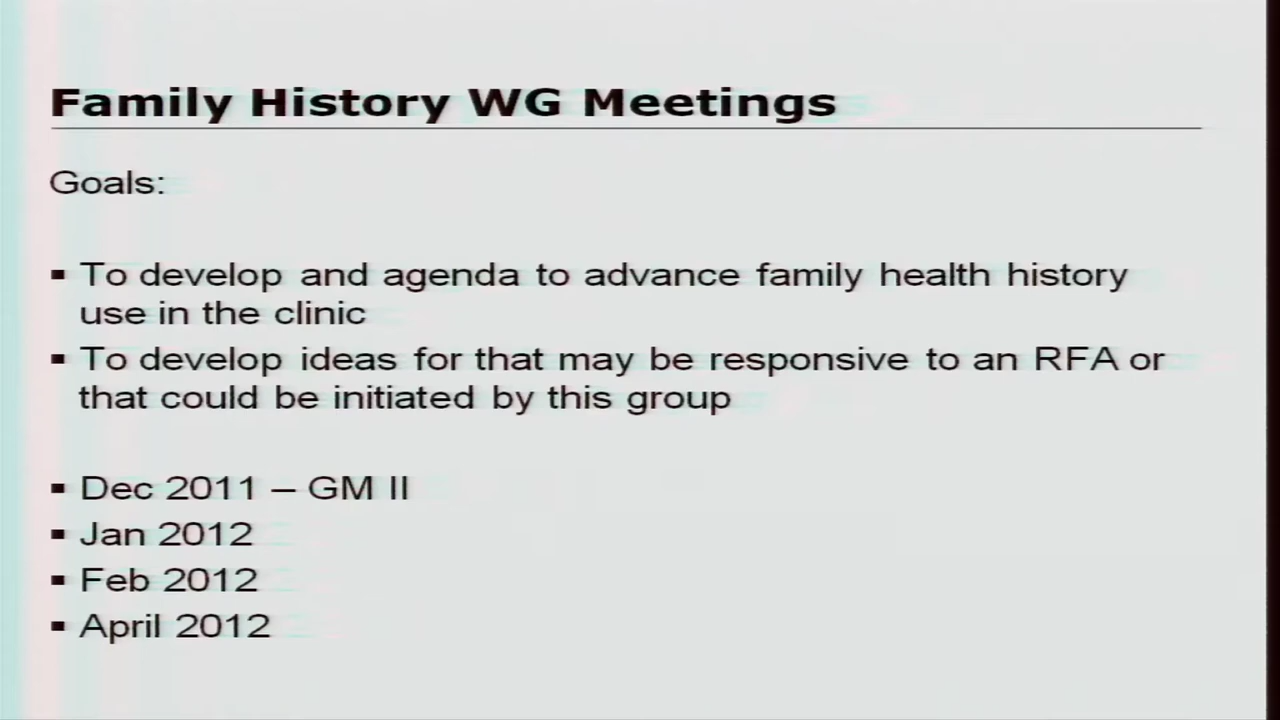 Family History WG Meetings
Goals:
▪ To develop and agenda to advance family health history
use in the clinic
▪ To develop ideas for that may be responsive to an RFA or
that could be initiated by this group
▪ Dec 2011 – GM II
▪ Jan 2012
▪ Feb 2012
▪ April 2012